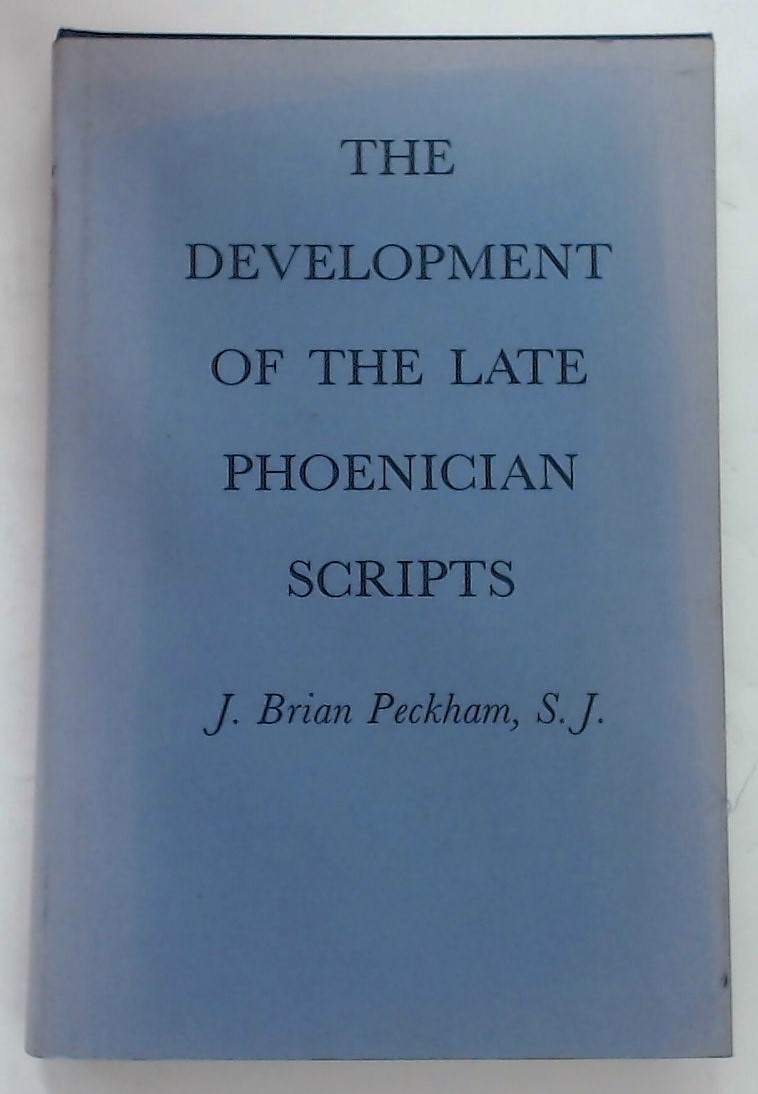 THE
DEVELOPMENT
OF THE LATE
PHOENICIAN
SCRIPTS
J. Brian Peckham, S. J.